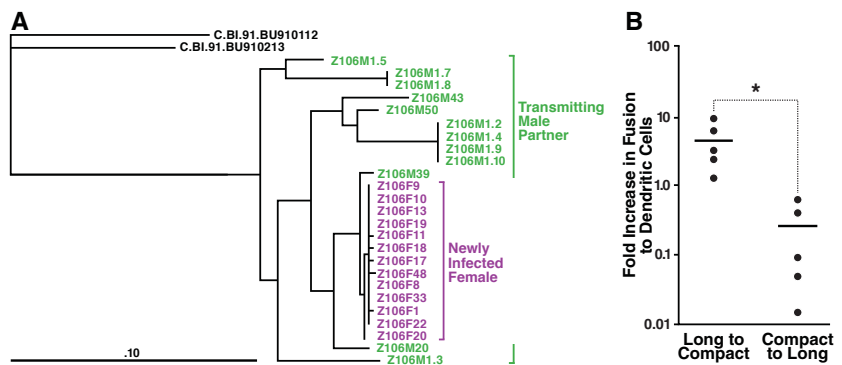 A
C.BI.91.BU910112
C.BI.91.BU910213
Z106M1.5
Z106M1.7
Z106M1.8
Z106M43
Z106M50
Z106M1.2
Z106M1.4
Z106M1.9
Z106M1.10
Transmitting
Male
Partner
Z106M39
Z106F9
Z106F10
Z106F13
Z106F19
Z106F11
Z106F18
Z106F17
Z106F48
Z106F8
Z106F33
Z106F1
Z106F22
Z106F20
Newly
Infected
Female
Z106M20
Z106M1.3
.10
B
Fold Increase in Fusion
to Dendritic Cells
100
10
1.0
0.1
0.01
*
Long to
Compact
Compact
to Long